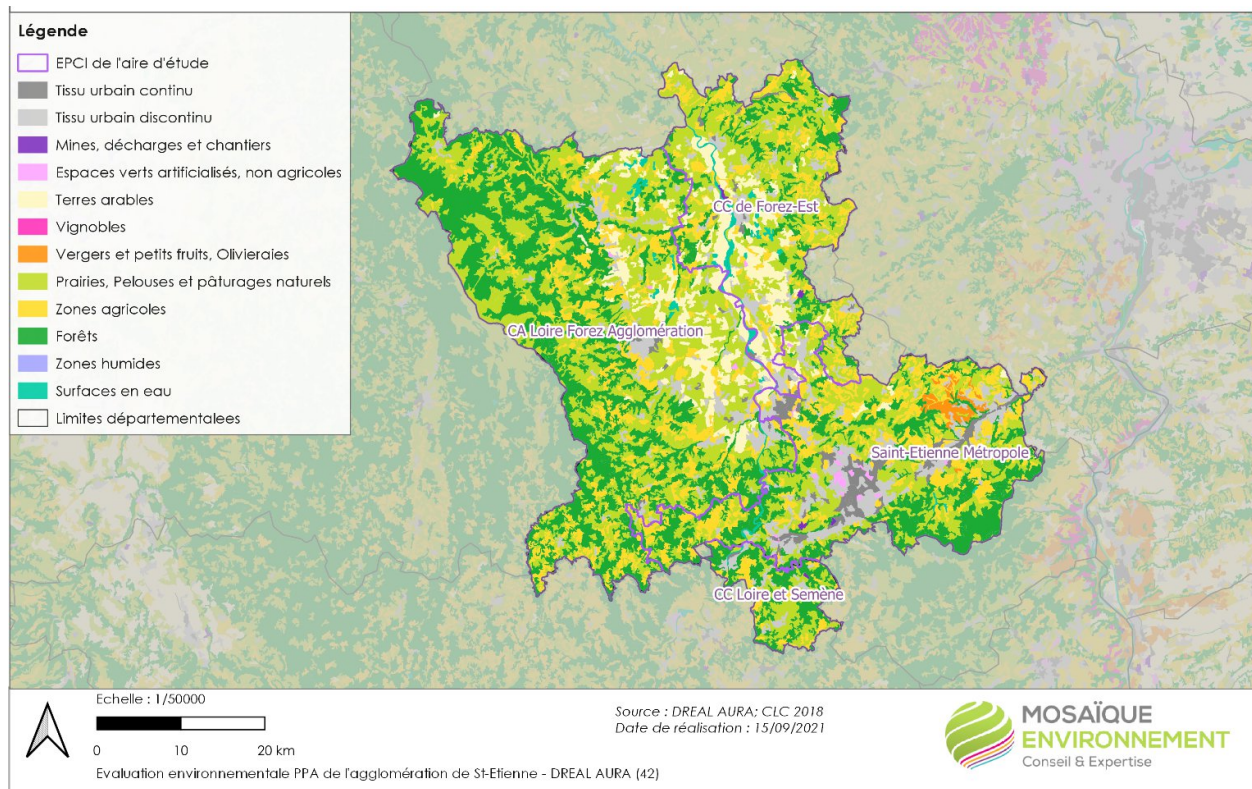 Légende
EPCI de l'aire d'étude
Tissu urbain continu
Tissu urbain discontinu
Mines, décharges et chantiers
Espaces verts artificialisés, non agricoles
Terres arables
Vignobles
Vergers et petits fruits, Olivieraies
Prairies, Pelouses et pâturages naturels
Zones agricoles
Forêts
Zones humides
Surfaces en eau
Limites départementalees
CC de Forez-Est
CA Loire Forez Agglomération
Saint-Etienne Métropole
CC Loire et Semène
Echelle : 1/50000
0 10 20 km
Source : DREAL AURA; CLC 2018
Date de réalisation : 15/09/2021
Evaluation environnementale PPA de l'agglomération de St-Etienne - DREAL AURA (42)
MOSAÏQUE
ENVIRONNEMENT
Conseil & Expertise